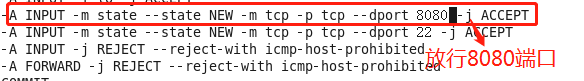 -A INPUT -m state --state NEW -m tcp -p tcp --dport 8080 -j ACCEPT
-A INPUT -m state --state NEW -m tcp -p tcp --dport 22 -j ACCEPT
-A INPUT -j REJECT --reject-with icmp-host-prohibited
-A FORWARD -j REJECT --reject-with icmp-host-prohibited
放行8080端口
COMMIT